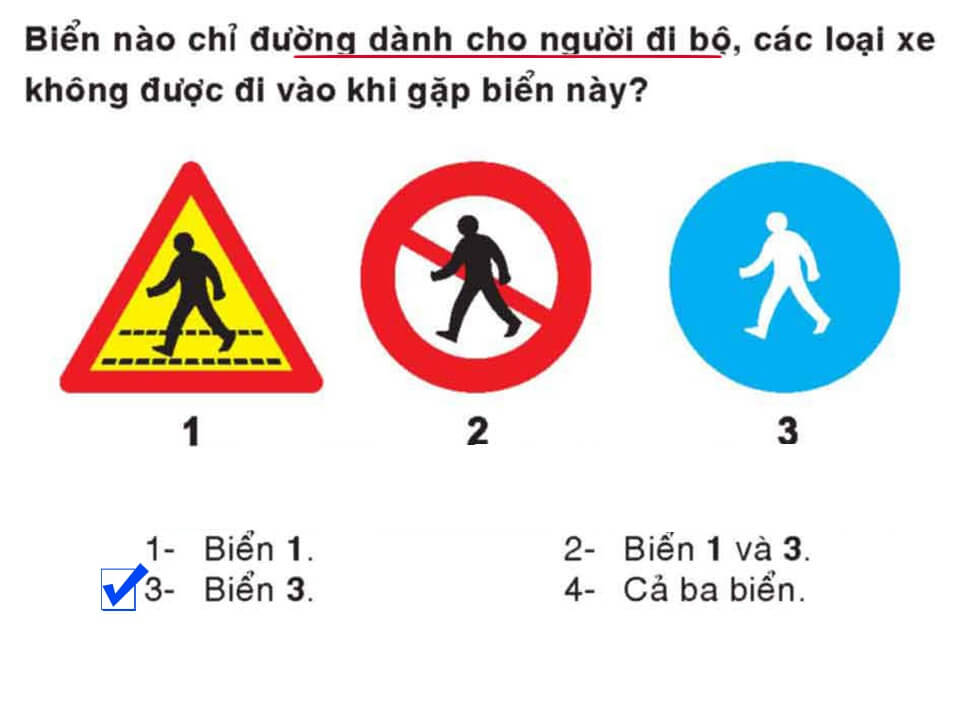 Biển nào chỉ đường dành cho người đi bộ, các loại xe
không được đi vào khi gặp biển này?
1 2 3
1- Biển 1. 2- Biển 1 và 3.
3- Biển 3. 4- Cả ba biển.